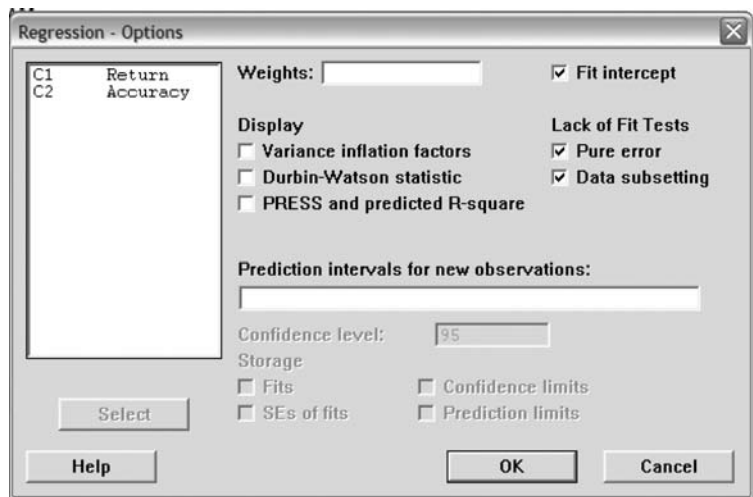 Regression - Options
C1 Return
C2 Accuracy
Weights:
Fit intercept
Display
Lack of Fit Tests
Variance inflation factors
Pure error
Durbin-Watson statistic
Data subsetting
PRESS and predicted R-square
Prediction intervals for new observations:
Confidence level: 95
Storage
Fits
Confidence limits
SEs of fits
Prediction limits
Select
Help
OK
Cancel